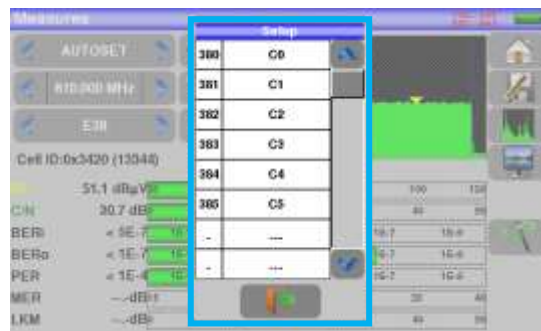 Measures
Setup
AUTOSET
610.000 MHz
E38
Cell ID:0x3420 (13344)
380 C0
381 C1
382 C2
383 C3
384 C4
385 C5
- ---
- ---
51.1 dBµV
C/N 30.7 dB
BERi < 5E-7
BERo < 1E-7
PER < 1E-4
MER --.-dB
LKM --.-dB